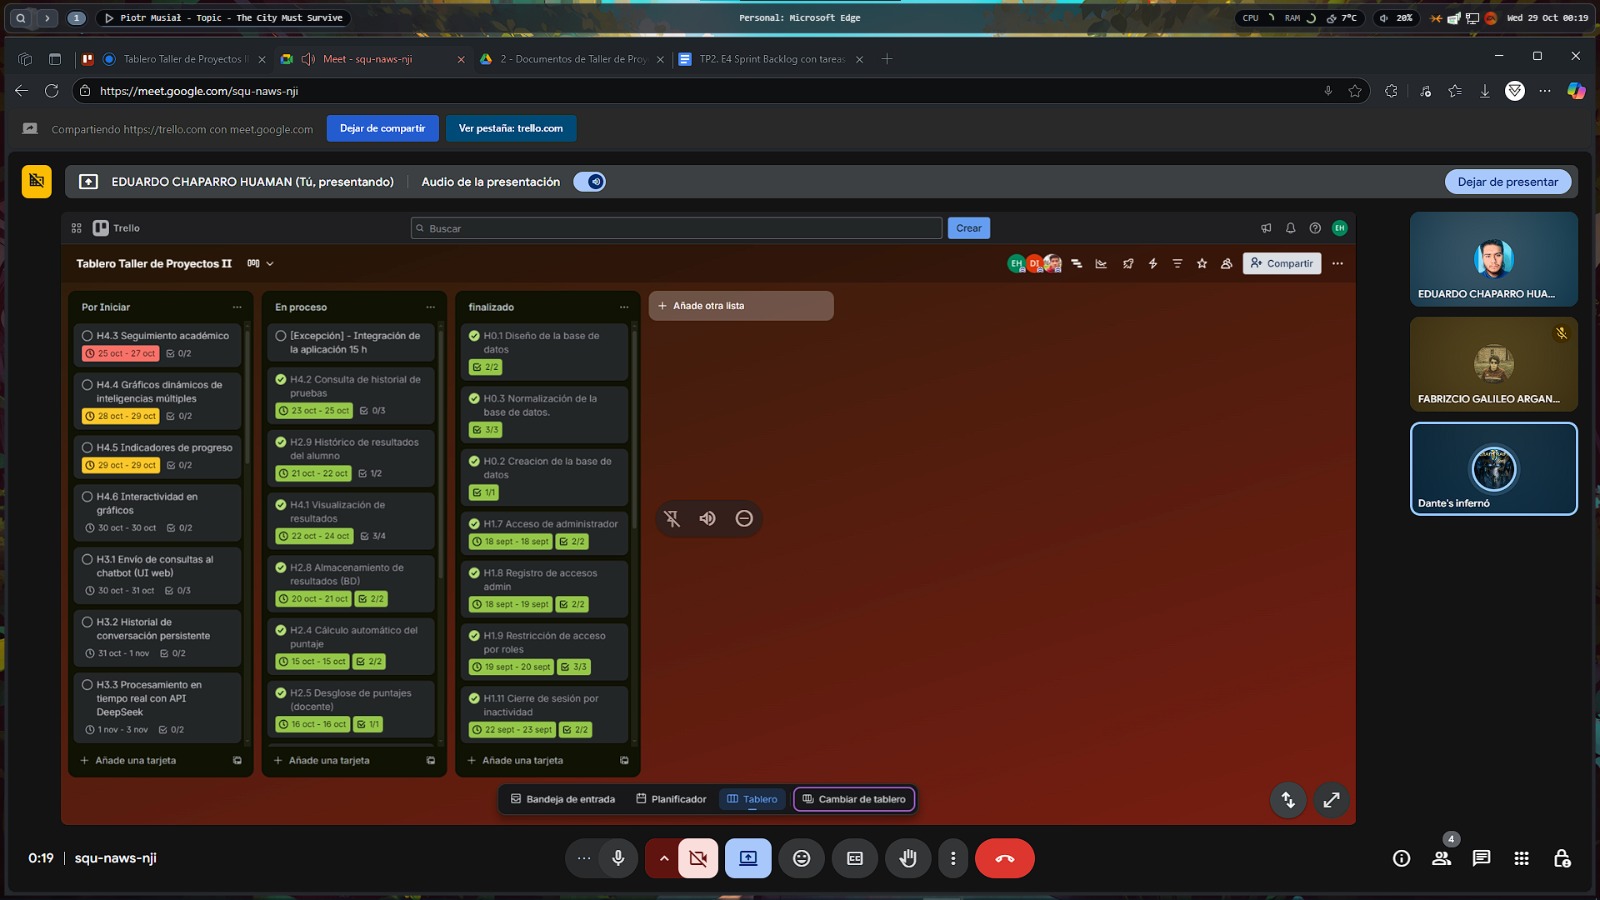 1
Piotr Musiał - Topic - The City Must Survive
Personal: Microsoft Edge
CPU
RAM
7°C
20%
Wed 29 Oct 00:19
Tablero Taller de Proyectos I
Meet - squ-naws-nji
2 - Documentos de Taller de Proy
TP2. E4 Sprint Backlog con tareas
https://meet.google.com/squ-naws-nji
Compartiendo https://trello.com con meet.google.com
Dejar de compartir
Ver pestaña: trello.com
EDUARDO CHAPARRO HUAMAN (Tú, presentando)
Audio de la presentación
Dejar de presentar
Trello
Buscar
Crear
EH
Tablero Taller de Proyectos II
EH
DI
Compartir
Por Iniciar
H4.3 Seguimiento académico
25 oct - 27 oct
0/2
H4.4 Gráficos dinámicos de
inteligencias múltiples
28 oct - 29 oct
0/2
H4.5 Indicadores de progreso
29 oct - 29 oct
0/2
H4.6 Interactividad en
gráficos
30 oct - 30 oct
0/2
H3.1 Envío de consultas al
chatbot (UI web)
30 oct - 31 oct
0/3
H3.2 Historial de
conversación persistente
31 oct - 1 nov
0/2
H3.3 Procesamiento en
tiempo real con API
DeepSeek
1 nov - 3 nov
0/2
Añade una tarjeta
En proceso
[Excepción] - Integración de
la aplicación 15 h
H4.2 Consulta de historial de
pruebas
23 oct - 25 oct
0/3
H2.9 Histórico de resultados
del alumno
21 oct - 22 oct
1/2
H4.1 Visualización de
resultados
22 oct - 24 oct
3/4
H2.8 Almacenamiento de
resultados (BD)
20 oct - 21 oct
2/2
H2.4 Cálculo automático del
puntaje
15 oct - 15 oct
2/2
H2.5 Desglose de puntajes
(docente)
16 oct - 16 oct
1/1
Añade una tarjeta
finalizado
H0.1 Diseño de la base de
datos
2/2
H0.3 Normalización de la
base de datos.
3/3
H0.2 Creacion de la base de
datos
1/1
H1.7 Acceso de administrador
18 sept - 18 sept
2/2
H1.8 Registro de accesos
admin
18 sept - 19 sept
2/2
H1.9 Restricción de acceso
por roles
19 sept - 20 sept
3/3
H1.11 Cierre de sesión por
inactividad
22 sept - 23 sept
2/2
Añade una tarjeta
Añade otra lista
Bandeja de entrada
Planificador
Tablero
Cambiar de tablero
EDUARDO CHAPARRO HUA...
FABRIZCIO GALILEO ARGAN...
Dante's infernó
0:19
squ-naws-nji
4